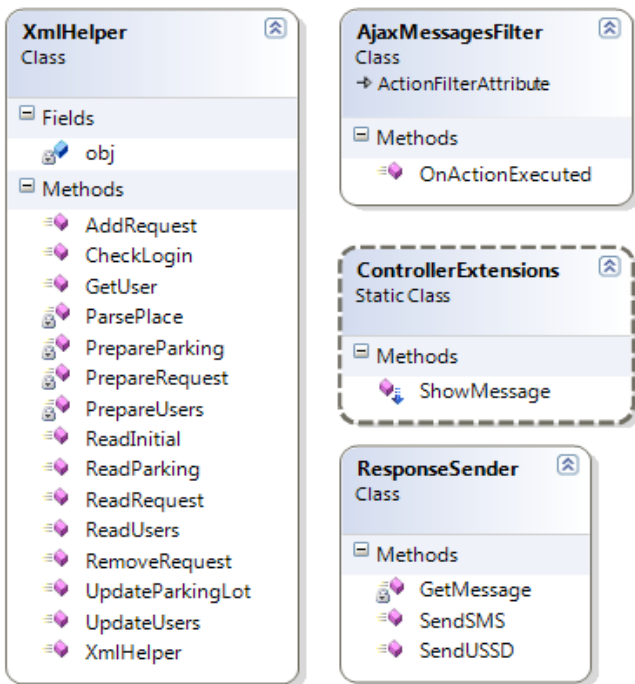 XmlHelper
Class
Fields
obj
Methods
AddRequest
CheckLogin
GetUser
ParsePlace
PrepareParking
PrepareRequest
PrepareUsers
ReadInitial
ReadParking
ReadRequest
ReadUsers
RemoveRequest
UpdateParkingLot
UpdateUsers
XmlHelper
AjaxMessagesFilter
Class
ActionFilterAttribute
Methods
OnActionExecuted
ControllerExtensions
Static Class
Methods
ShowMessage
ResponseSender
Class
Methods
GetMessage
SendSMS
SendUSSD